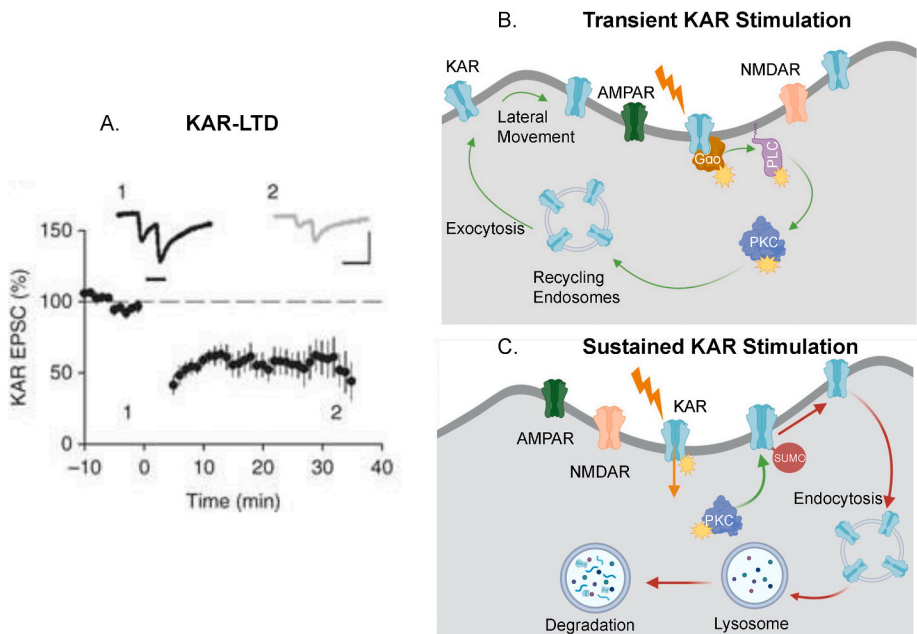 A.
KAR-LTD
1
2
150
100
50
0
KAR EPSC (%)
1
2
−10
0
10
20
30
40
Time (min)
B.
Transient KAR Stimulation
KAR
Lateral
Movement
AMPAR
NMDAR
Gαo
PLC
Exocytosis
PKC
Recycling
Endosomes
C.
Sustained KAR Stimulation
KAR
AMPAR
NMDAR
SUMO
PKC
Endocytosis
Degradation
Lysosome